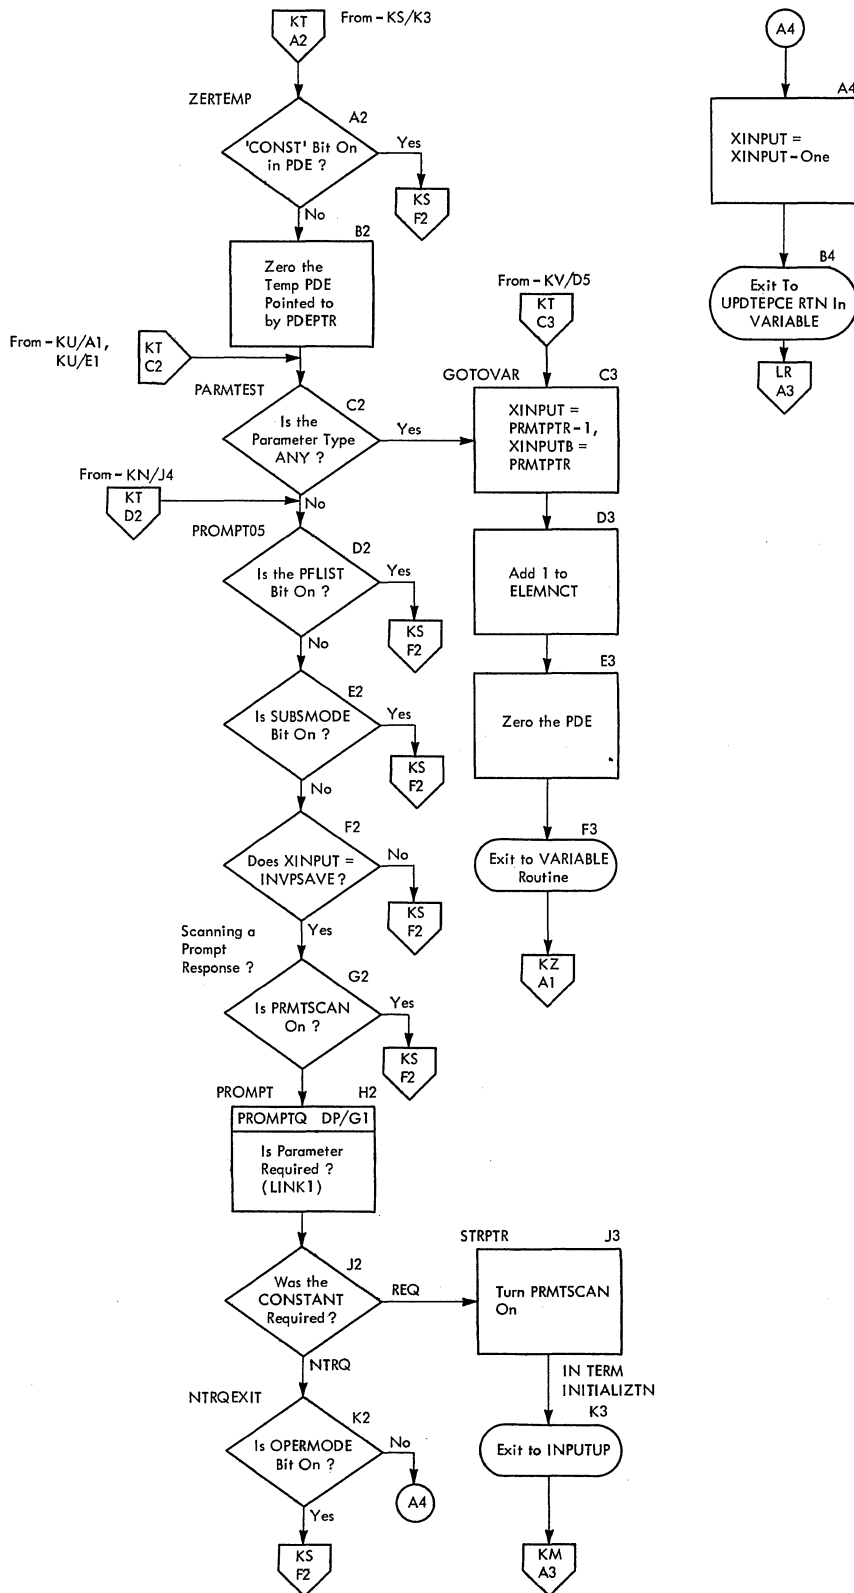 KT
A2
From-KS/K3
ZERTEMP
A2
'CONST' Bit On
in PDE ?
Yes
KS
F2
No
B2
Zero the
Temp PDE
Pointed to
by PDEPTR
From-KU/A1,
KU/E1
KT
C2
PARMTEST
C2
Is the
Parameter Type
ANY ?
Yes
No
From-KN/J4
KT
D2
PROMPT05
D2
Is the PFLIST
Bit On ?
Yes
KS
F2
No
E2
Is SUBSMODE
Bit On ?
Yes
KS
F2
No
F2
Does XINPUT =
INVPSAVE ?
No
KS
F2
Yes
Scanning a
Prompt
Response ?
G2
Is PRMTSCAN
On ?
Yes
KS
F2
PROMPT
H2
PROMPTQ DP/G1
Is Parameter
Required ?
(LINK1)
J2
Was the
CONSTANT
Required ?
REQ
NTRQ
NTRQEXIT
K2
Is OPERMODE
Bit On ?
No
A4
Yes
KS
F2
From-KV/D5
KT
C3
GOTOVAR
C3
XINPUT =
PRMTPTR-1,
XINPUTB =
PRMTPTR
D3
Add 1 to
ELEMNCT
E3
Zero the PDE
F3
Exit to VARIABLE
Routine
KZ
A1
STRPTR
J3
Turn PRMTSCAN
On
IN TERM
INITIALIZTN
K3
Exit to INPUTUP
KM
A3
A4
A4
XINPUT =
XINPUT-One
B4
Exit To
UPDTEPCE RTN In
VARIABLE
LR
A3